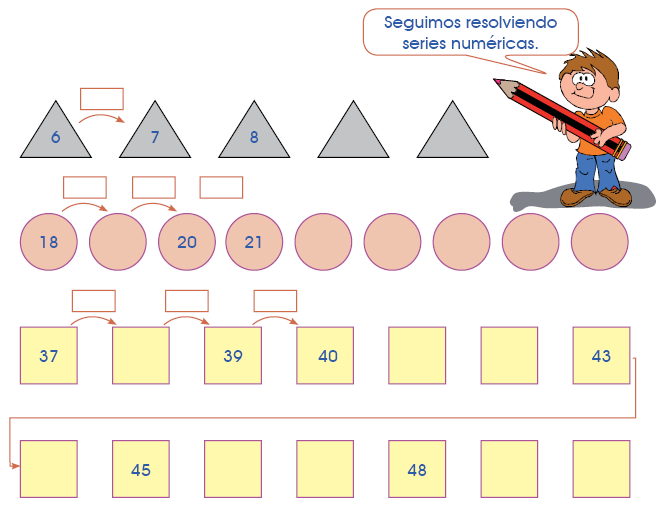 Seguimos resolviendo
series numéricas.
6 7 8
18 20 21
37 39 40 43
45 48